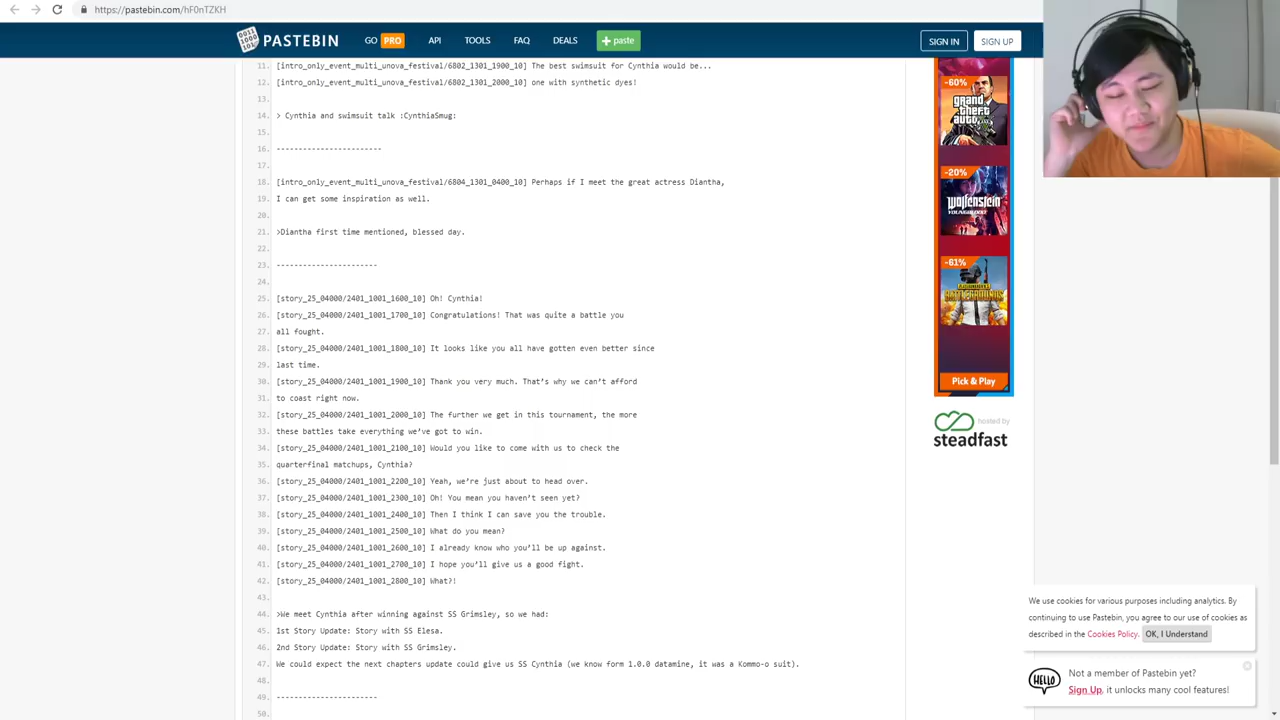 https://pastebin.com/hF0nTZKH
PASTEBIN
GO PRO
API
TOOLS
FAQ
DEALS
+ paste
SIGN IN
SIGN UP
11. [intro_only_event_multi_unova_festival/6802_1301_1900_10] The best swimsuit for Cynthia would be...
12. [intro_only_event_multi_unova_festival/6802_1301_2000_10] one with synthetic dyes!
13.
14. > Cynthia and swimsuit talk :CynthiaSmug:
15.
16. ------------------------
17.
18. [intro_only_event_multi_unova_festival/6804_1301_0400_10] Perhaps if I meet the great actress Diantha,
19. I can get some inspiration as well.
20.
21. >Diantha first time mentioned, blessed day.
22.
23. -----------------------
24.
25. [story_25_04000/2401_1001_1600_10] Oh! Cynthia!
26. [story_25_04000/2401_1001_1700_10] Congratulations! That was quite a battle you
27. all fought.
28. [story_25_04000/2401_1001_1800_10] It looks like you all have gotten even better since
29. last time.
30. [story_25_04000/2401_1001_1900_10] Thank you very much. That's why we can't afford
31. to coast right now.
32. [story_25_04000/2401_1001_2000_10] The further we get in this tournament, the more
33. these battles take everything we've got to win.
34. [story_25_04000/2401_1001_2100_10] Would you like to come with us to check the
35. quarterfinal matchups, Cynthia?
36. [story_25_04000/2401_1001_2200_10] Yeah, we're just about to head over.
37. [story_25_04000/2401_1001_2300_10] Oh! You mean you haven't seen yet?
38. [story_25_04000/2401_1001_2400_10] Then I think I can save you the trouble.
39. [story_25_04000/2401_1001_2500_10] What do you mean?
40. [story_25_04000/2401_1001_2600_10] I already know who you'll be up against.
41. [story_25_04000/2401_1001_2700_10] I hope you'll give us a good fight.
42. [story_25_04000/2401_1001_2800_10] What?!
43.
44. >We meet Cynthia after winning against SS Grimsley, so we had:
45. 1st Story Update: Story with SS Elesa.
46. 2nd Story Update: Story with SS Grimsley.
47. We could expect the next chapters update could give us SS Cynthia (we know form 1.0.0 datamine, it was a Kommo-o suit).
48.
49. -----------------------
50.
-60%
grand theft auto
-20%
Wolfenstein
YOUNGBLOOD
-61%
BATTLEGROUNDS
Pick & Play
hosted by
steadfast
We use cookies for various purposes including analytics. By
continuing to use Pastebin, you agree to our use of cookies as
described in the Cookies Policy. OK, I Understand
HELLO
Not a member of Pastebin yet?
Sign Up, it unlocks many cool features!